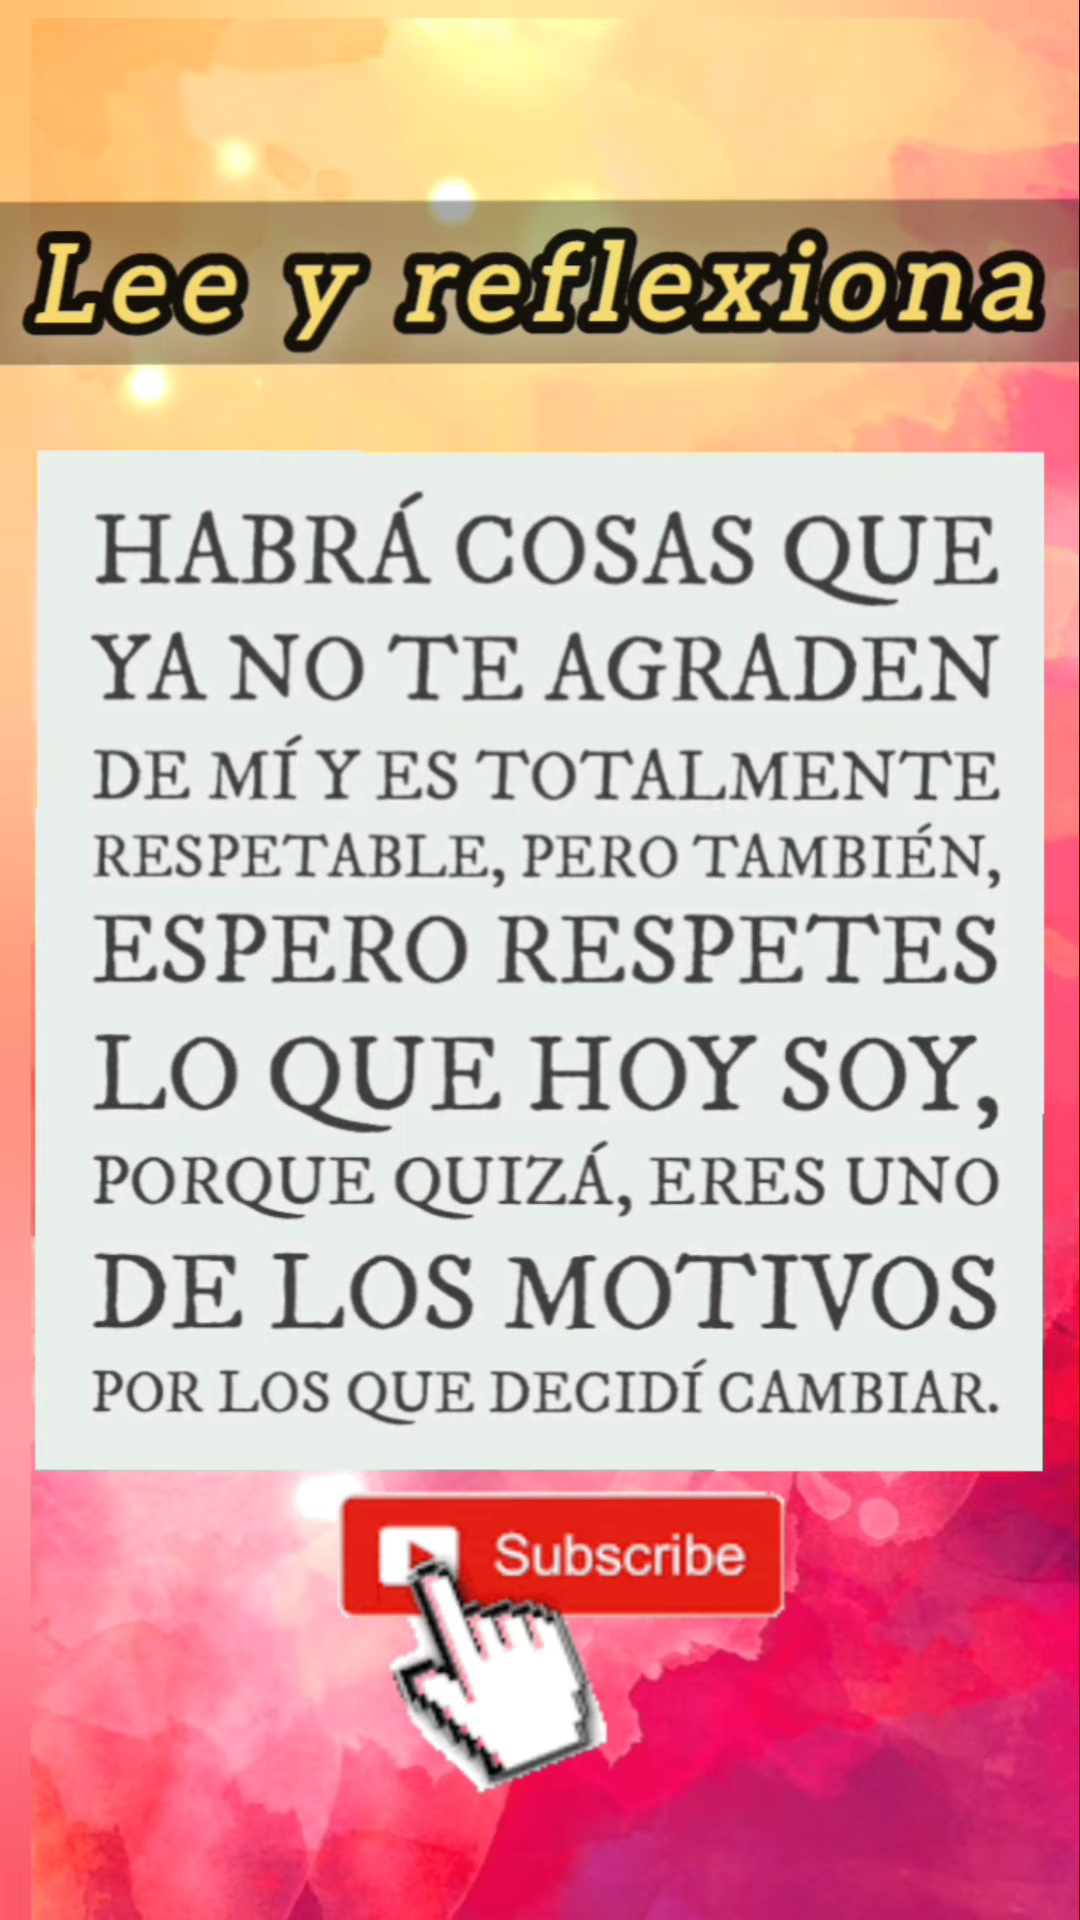 Lee y reflexiona
HABRÁ COSAS QUE
YA NO TE AGRADEN
DE MÍ Y ES TOTALMENTE
RESPETABLE, PERO TAMBIÉN,
ESPERO RESPETES
LO QUE HOY SOY,
PORQUE QUIZÁ, ERES UNO
DE LOS MOTIVOS
POR LOS QUE DECIDÍ CAMBIAR.
Subscribe